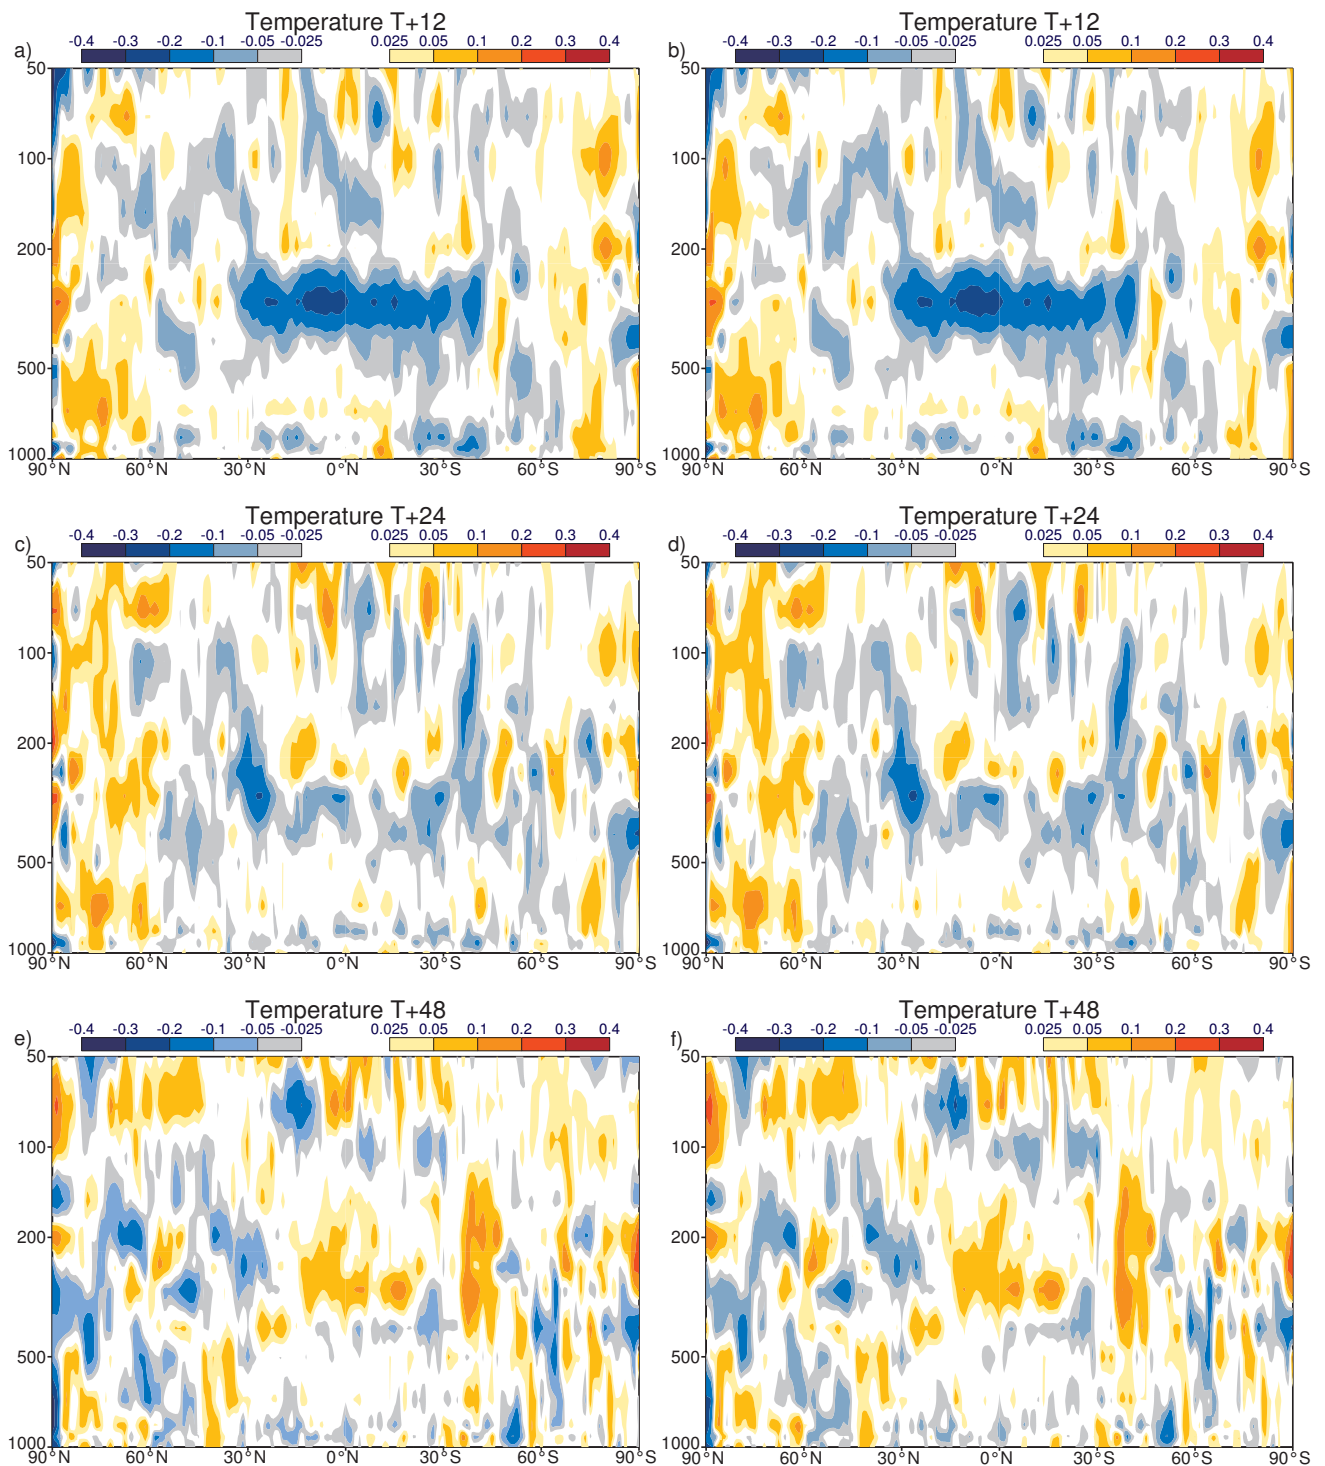 Temperature T+12 Temperature T+12
a) -0.4 -0.3 -0.2 -0.1 -0.05 -0.025 0.025 0.05 0.1 0.2 0.3 0.4 b) -0.4 -0.3 -0.2 -0.1 -0.05 -0.025 0.025 0.05 0.1 0.2 0.3 0.4
50 50
100 100
200 200
500 500
1000 1000
90°N 60°N 30°N 0°N 30°S 60°S 90°S 90°N 60°N 30°N 0°N 30°S 60°S 90°S
Temperature T+24 Temperature T+24
c) -0.4 -0.3 -0.2 -0.1 -0.05 -0.025 0.025 0.05 0.1 0.2 0.3 0.4 d) -0.4 -0.3 -0.2 -0.1 -0.05 -0.025 0.025 0.05 0.1 0.2 0.3 0.4
50 50
100 100
200 200
500 500
1000 1000
90°N 60°N 30°N 0°N 30°S 60°S 90°S 90°N 60°N 30°N 0°N 30°S 60°S 90°S
Temperature T+48 Temperature T+48
e) -0.4 -0.3 -0.2 -0.1 -0.05 -0.025 0.025 0.05 0.1 0.2 0.3 0.4 f) -0.4 -0.3 -0.2 -0.1 -0.05 -0.025 0.025 0.05 0.1 0.2 0.3 0.4
50 50
100 100
200 200
500 500
1000 1000
90°N 60°N 30°N 0°N 30°S 60°S 90°S 90°N 60°N 30°N 0°N 30°S 60°S 90°S